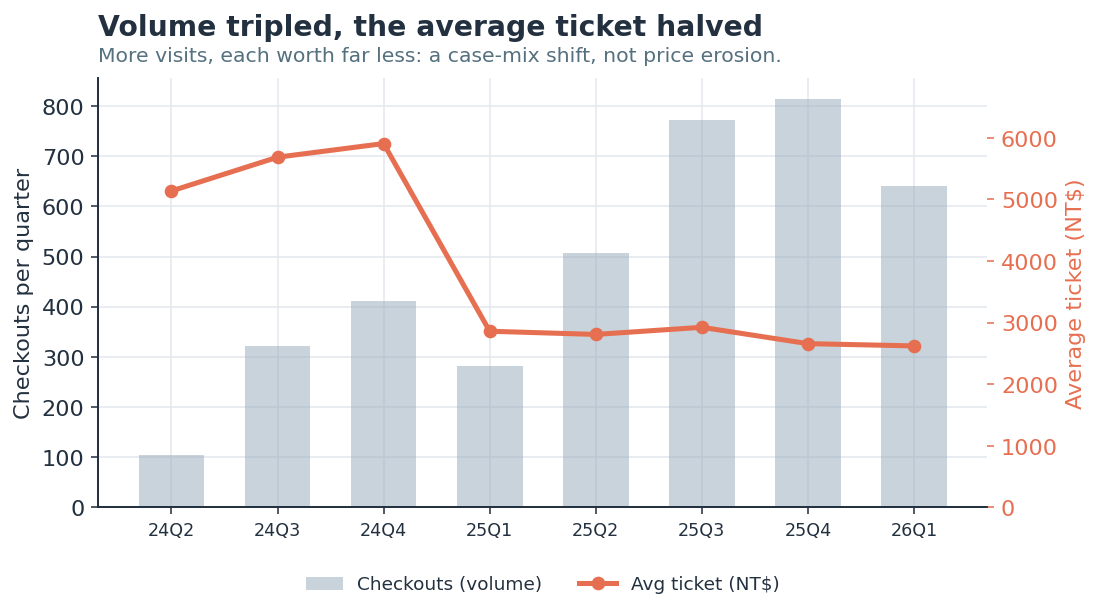 Volume tripled, the average ticket halved
More visits, each worth far less: a case-mix shift, not price erosion.
Checkouts per quarter
800
700
600
500
400
300
200
100
0
6000
5000
4000
3000
2000
1000
0
Average ticket (NT$)
24Q2 24Q3 24Q4 25Q1 25Q2 25Q3 25Q4 26Q1
Checkouts (volume) Avg ticket (NT$)